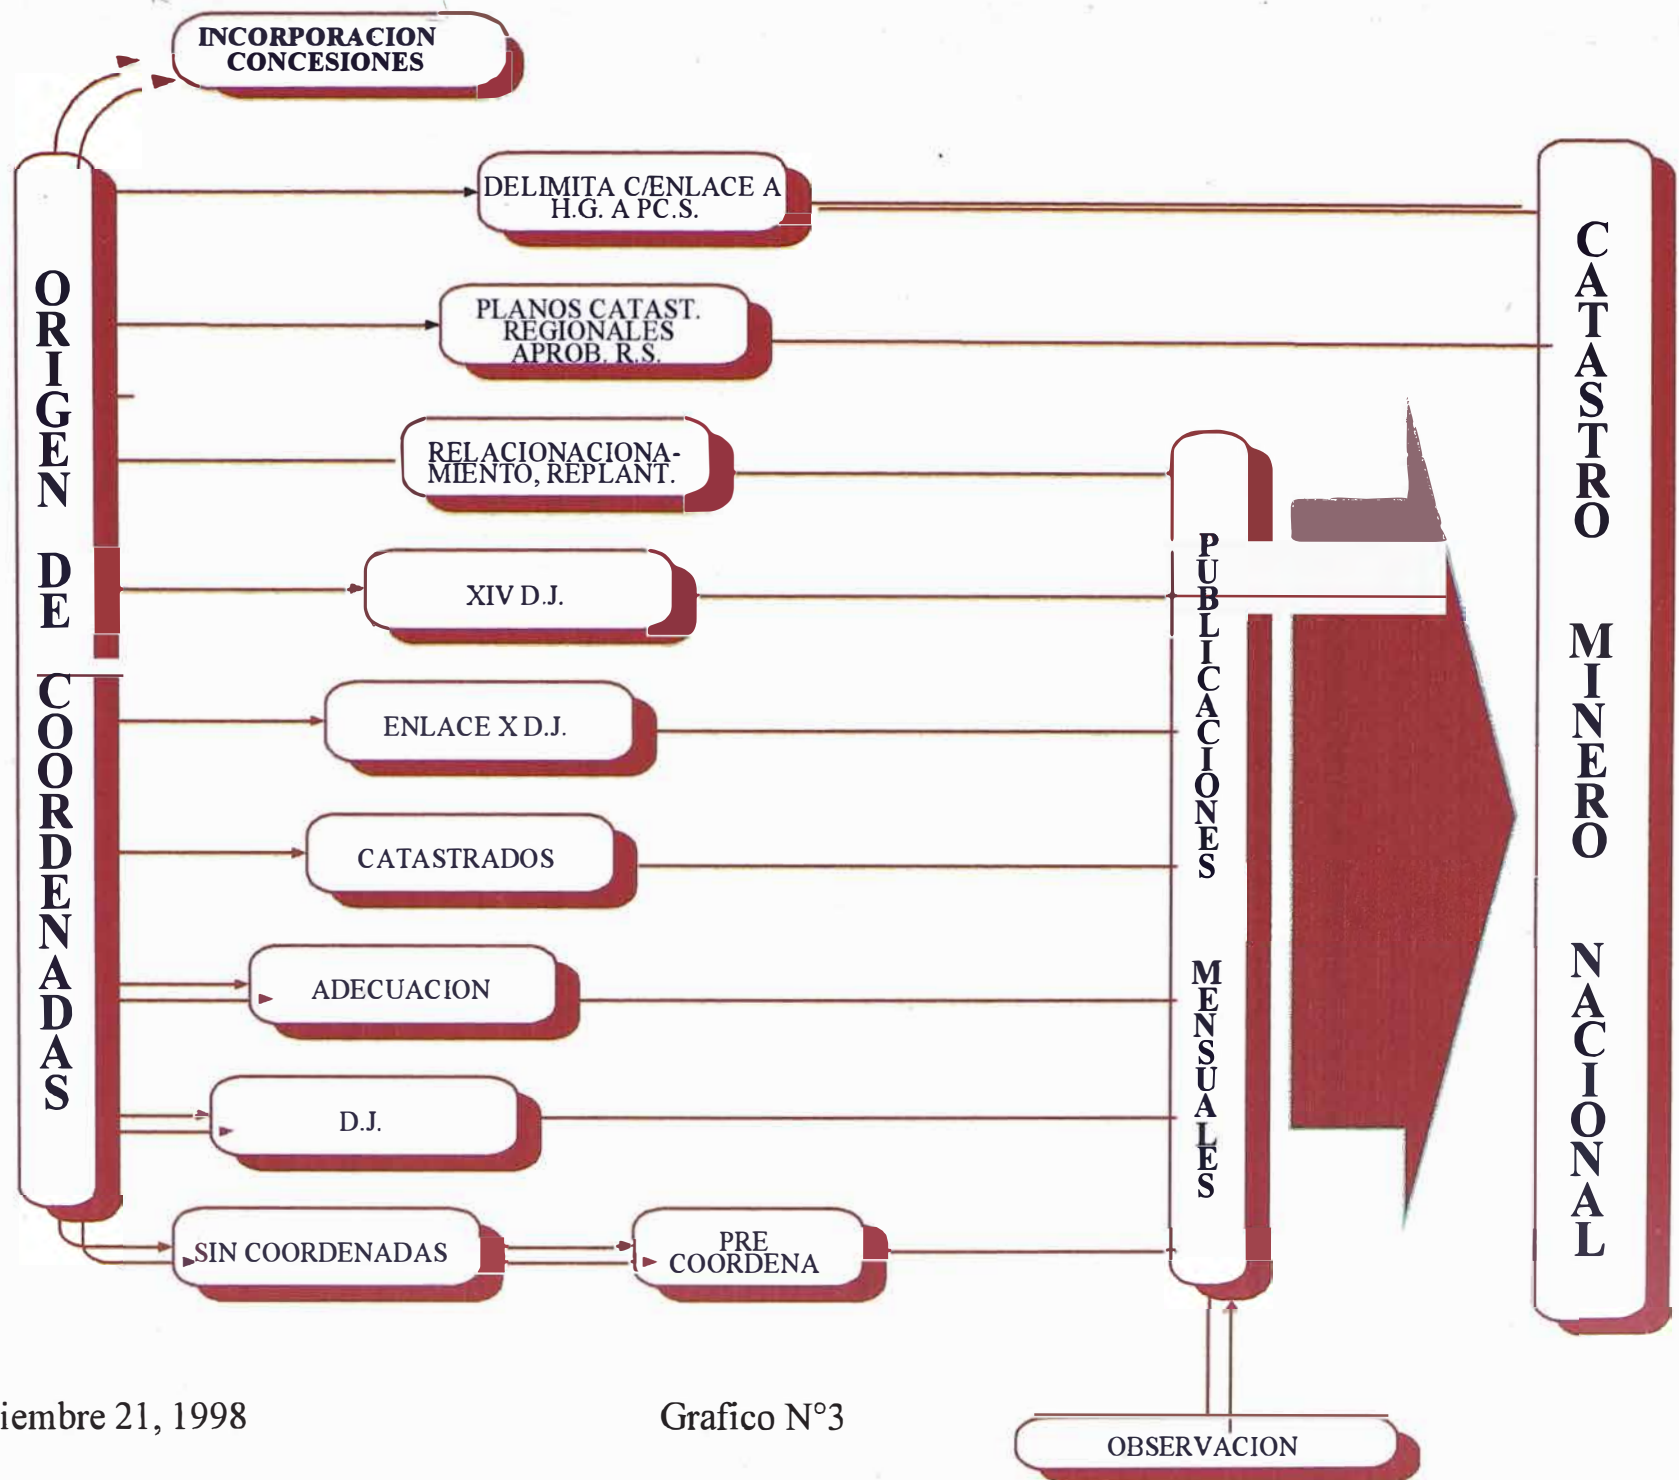 INCORPORACION
CONCESIONES
ORIGEN DE COORDENADAS
DELIMITA C/ENLACE A
H.G. A PC.S.
PLANOS CATAST.
REGIONALES
APROB. R.S.
RELACIONACIONA-
MIENTO, REPLANT.
XIV D.J.
ENLACE X D.J.
CATASTRADOS
ADECUACION
D.J.
SIN COORDENADAS
PRE
COORDENA
PUBLICACIONES MENSUALES
CATASTRO MINERO NACIONAL
OBSERVACION
iembre 21, 1998
Grafico N°3